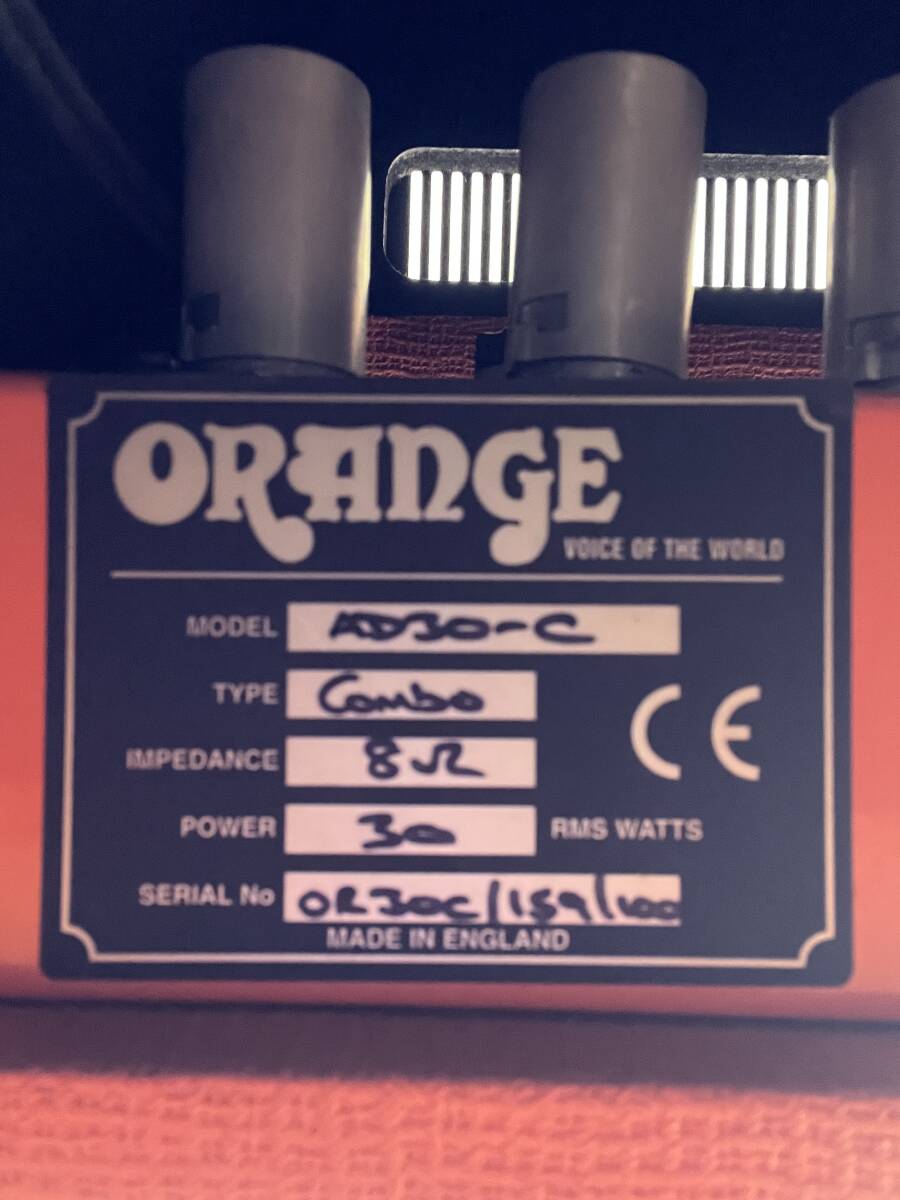 ORANGE
VOICE OF THE WORLD
MODEL AD30-C
TYPE Combo
IMPEDANCE 8Ω
CE
POWER 30 RMS WATTS
SERIAL No OR30C/159/100
MADE IN ENGLAND